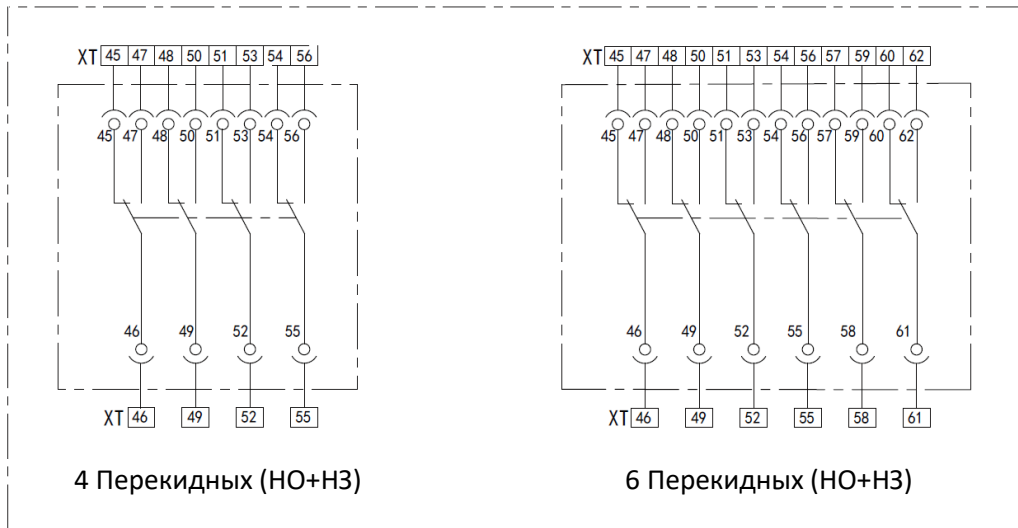 XT 45 47 48 50 51 53 54 56
45 47 48 50 51 53 54 56
46 49 52 55
XT 46 49 52 55
4 Перекидных (НО+НЗ)
XT 45 47 48 50 51 53 54 56 57 59 60 62
45 47 48 50 51 53 54 56 57 59 60 62
46 49 52 55 58 61
XT 46 49 52 55 58 61
6 Перекидных (НО+НЗ)